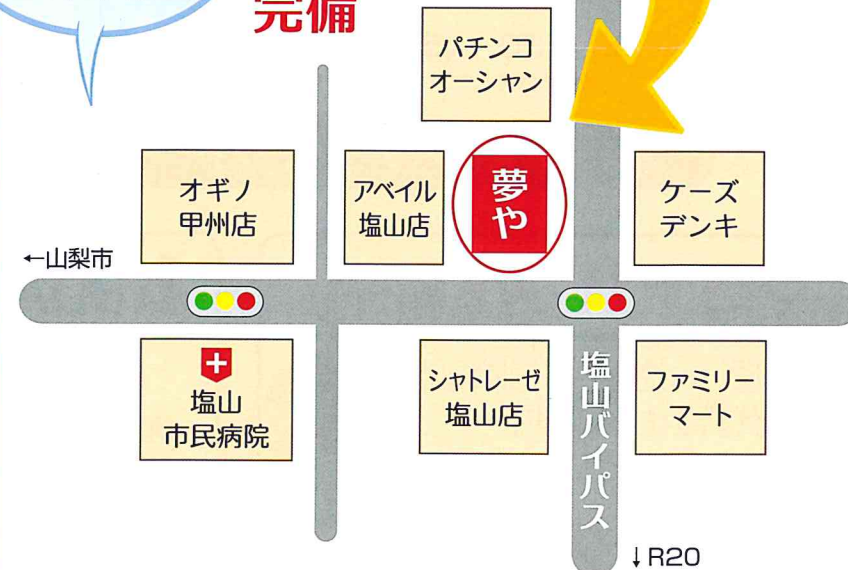 完備
パチンコ
オーシャン
オギノ
甲州店
アベイル
塩山店
夢や
ケーズ
デンキ
←山梨市
塩山
市民病院
シャトレーゼ
塩山店
塩山バイパス
ファミリー
マート
↓R20